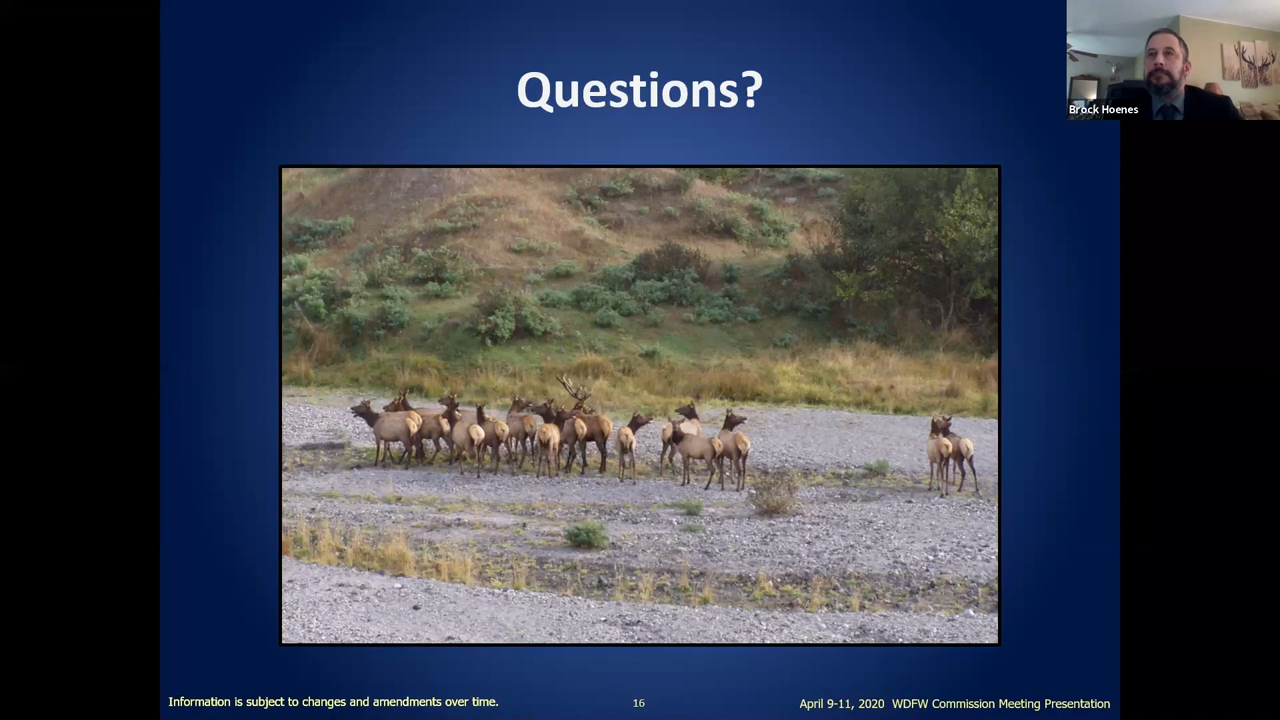 Questions?
Brock Hoenes
Information is subject to changes and amendments over time.
16
April 9-11, 2020 WDFW Commission Meeting Presentation